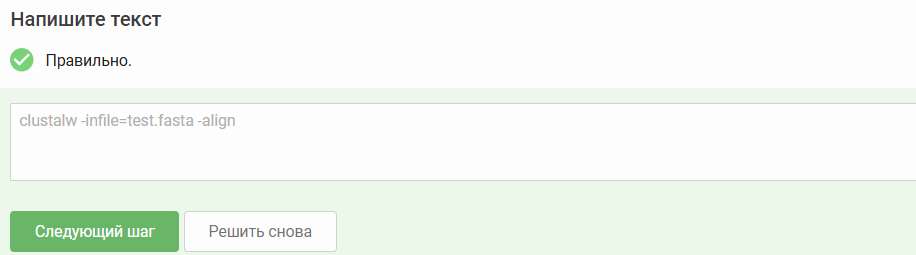 Напишите текст
Правильно.
clustalw -infile=test.fasta -align
Следующий шаг
Решить снова